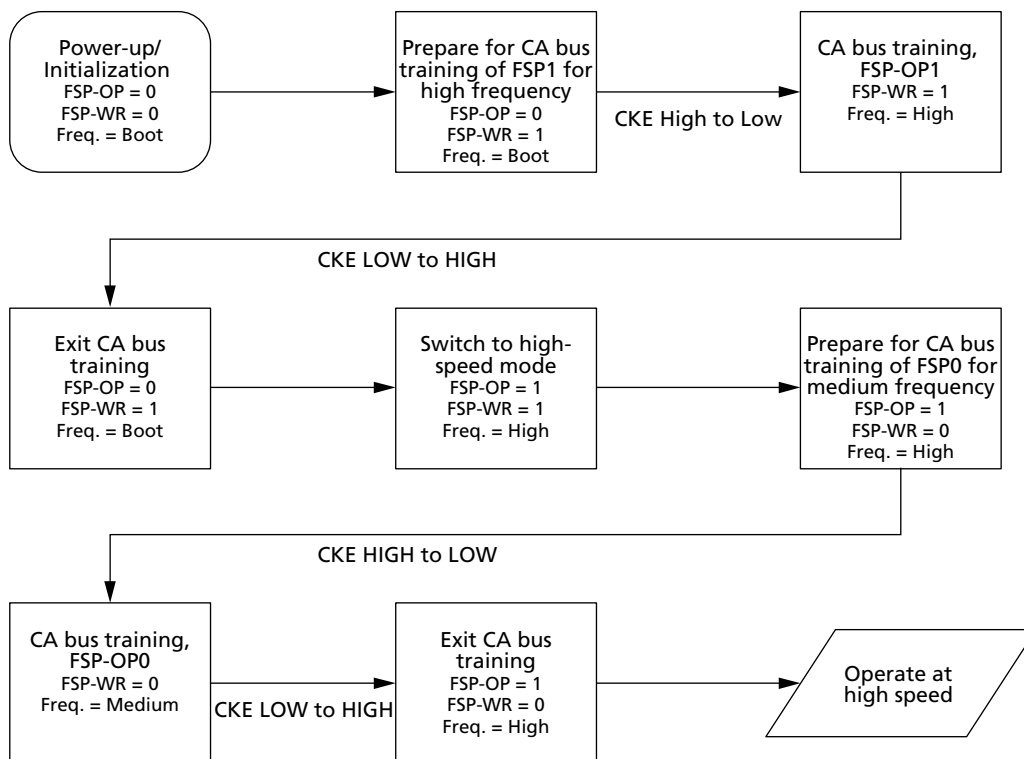 Power-up/
Initialization
FSP-OP = 0
FSP-WR = 0
Freq. = Boot
Prepare for CA bus
training of FSP1 for
high frequency
FSP-OP = 0
FSP-WR = 1
Freq. = Boot
CKE High to Low
CA bus training,
FSP-OP1
FSP-WR = 1
Freq. = High
CKE LOW to HIGH
Exit CA bus
training
FSP-OP = 0
FSP-WR = 1
Freq. = Boot
Switch to high-
speed mode
FSP-OP = 1
FSP-WR = 1
Freq. = High
Prepare for CA bus
training of FSP0 for
medium frequency
FSP-OP = 1
FSP-WR = 0
Freq. = High
CKE HIGH to LOW
CA bus training,
FSP-OP0
FSP-WR = 0
Freq. = Medium
CKE LOW to HIGH
Exit CA bus
training
FSP-OP = 1
FSP-WR = 0
Freq. = High
Operate at
high speed